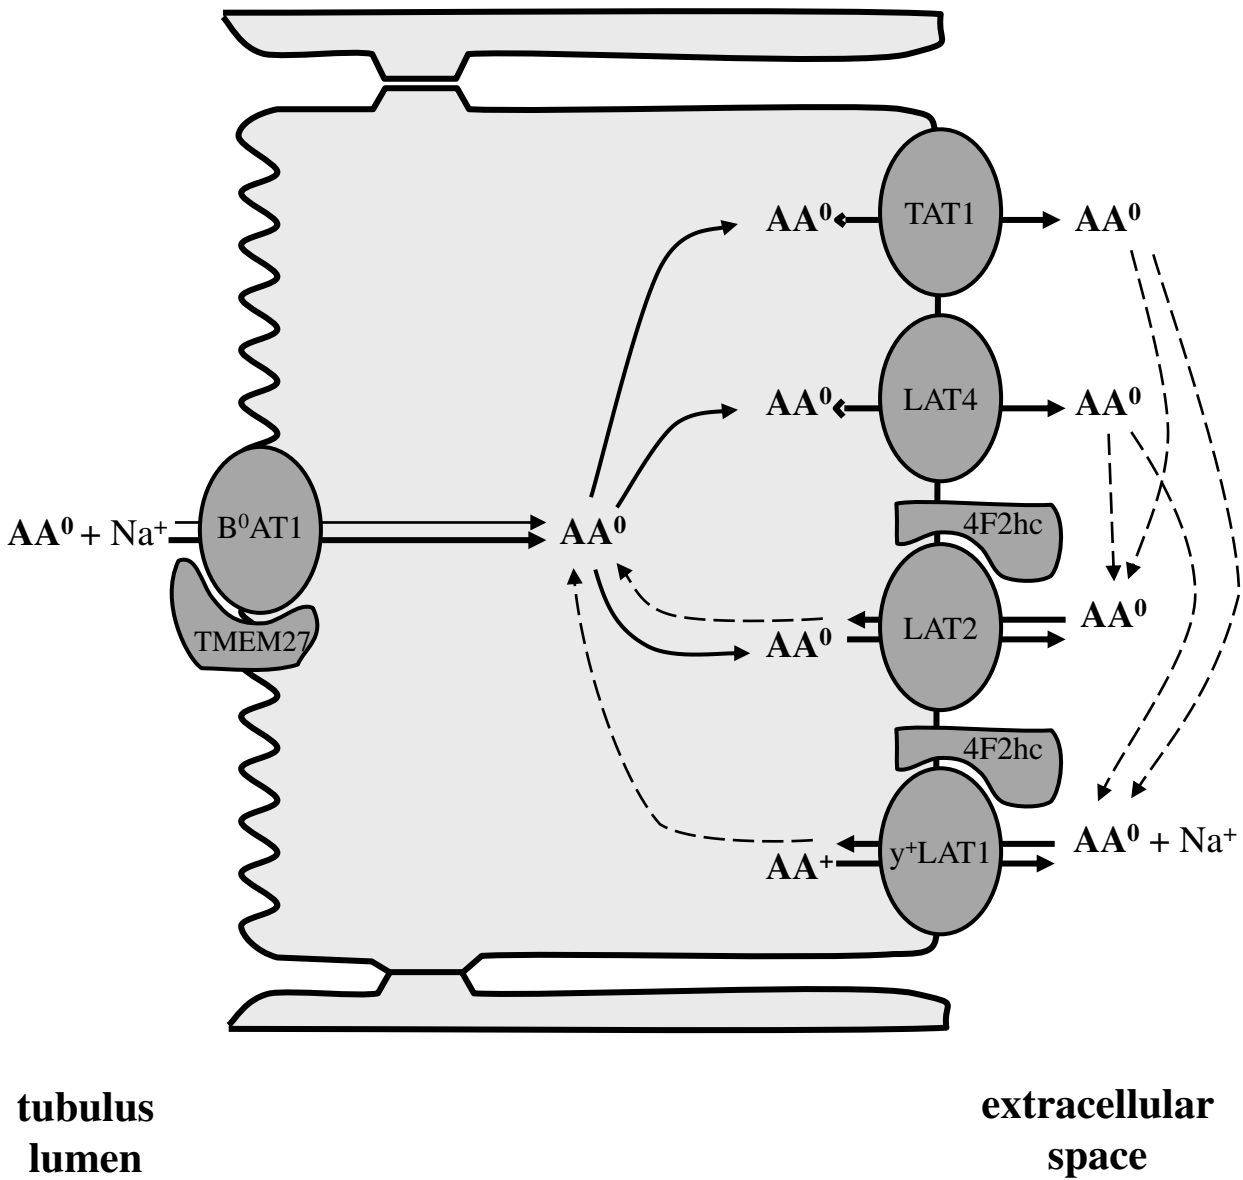 AA⁰ TAT1 AA⁰
AA⁰ LAT4 AA⁰
4F2hc
AA⁰ + Na⁺ B⁰AT1 AA⁰
TMEM27 AA⁰ LAT2 AA⁰
4F2hc
AA⁺ y⁺LAT1 AA⁰ + Na⁺
tubulus
lumen
extracellular
space